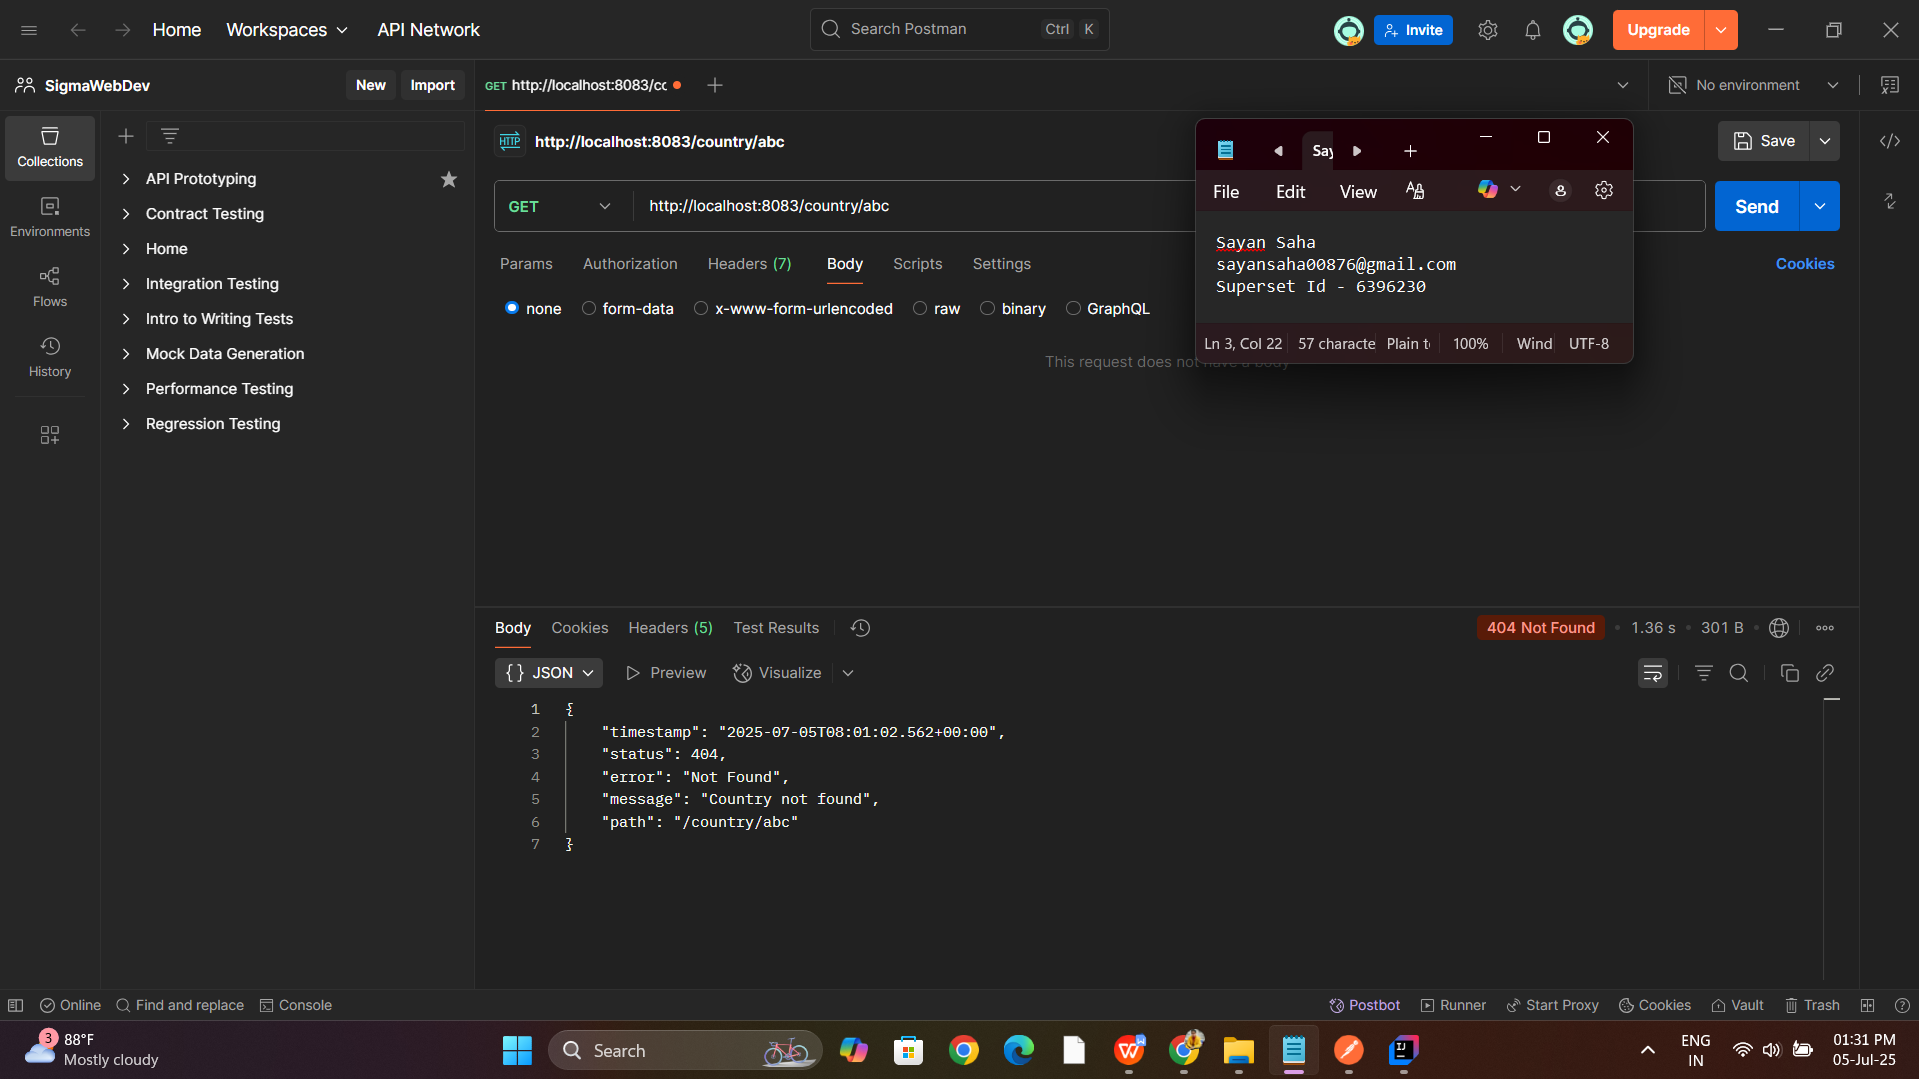 Home Workspaces API Network Search Postman Ctrl K Invite Upgrade
SigmaWebDev New Import GET http://localhost:8083/cc No environment
Collections
Environments
Flows
History
API Prototyping
Contract Testing
Home
Integration Testing
Intro to Writing Tests
Mock Data Generation
Performance Testing
Regression Testing
HTTP http://localhost:8083/country/abc Save
GET http://localhost:8083/country/abc Send
Params Authorization Headers (7) Body Scripts Settings Cookies
none form-data x-www-form-urlencoded raw binary GraphQL
This request does not have a body
Say
File Edit View
Sayan Saha
sayansaha00876@gmail.com
Superset Id - 6396230
Ln 3, Col 22 57 characte Plain t 100% Wind UTF-8
Body Cookies Headers (5) Test Results 404 Not Found 1.36 s 301 B
{} JSON Preview Visualize
1 {
2 "timestamp": "2025-07-05T08:01:02.562+00:00",
3 "status": 404,
4 "error": "Not Found",
5 "message": "Country not found",
6 "path": "/country/abc"
7 }
Online Find and replace Console Postbot Runner Start Proxy Cookies Vault Trash
3 88°F
Mostly cloudy
Search
ENG
IN
01:31 PM
05-Jul-25